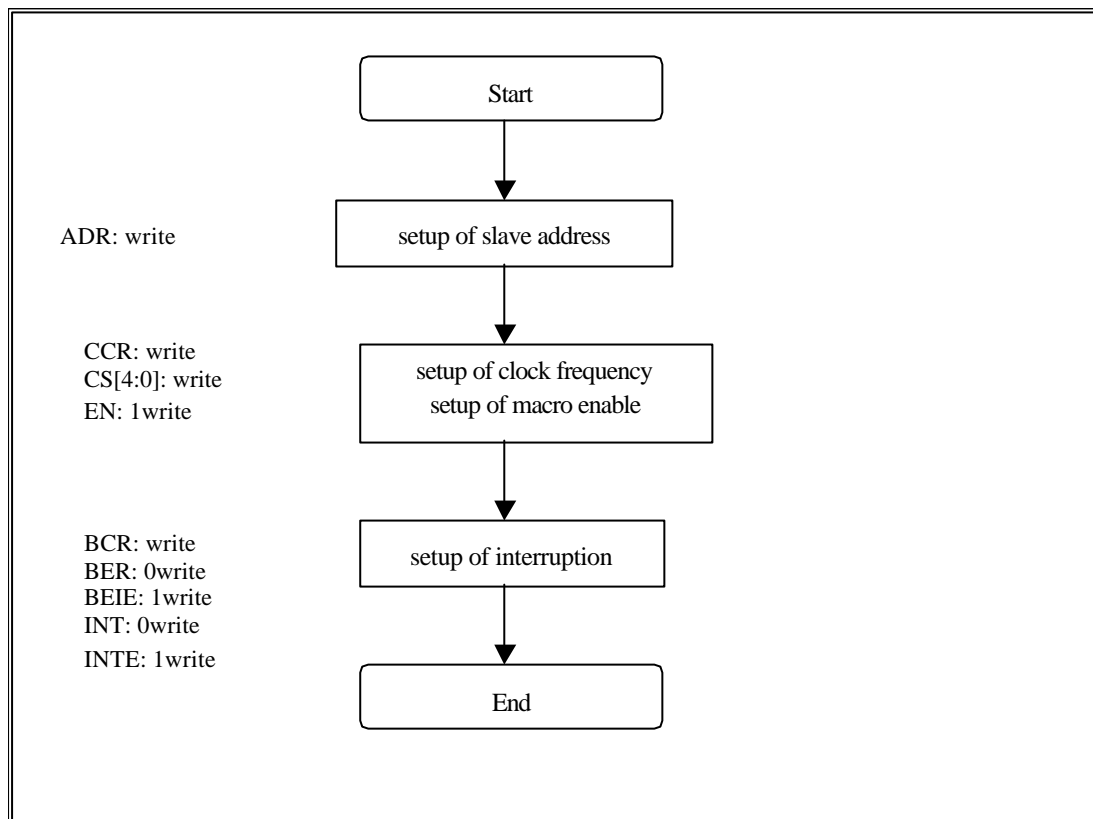 Start
ADR: write
setup of slave address
CCR: write
CS[4:0]: write
EN: 1write
setup of clock frequency
setup of macro enable
BCR: write
BER: 0write
BEIE: 1write
INT: 0write
INTE: 1write
setup of interruption
End